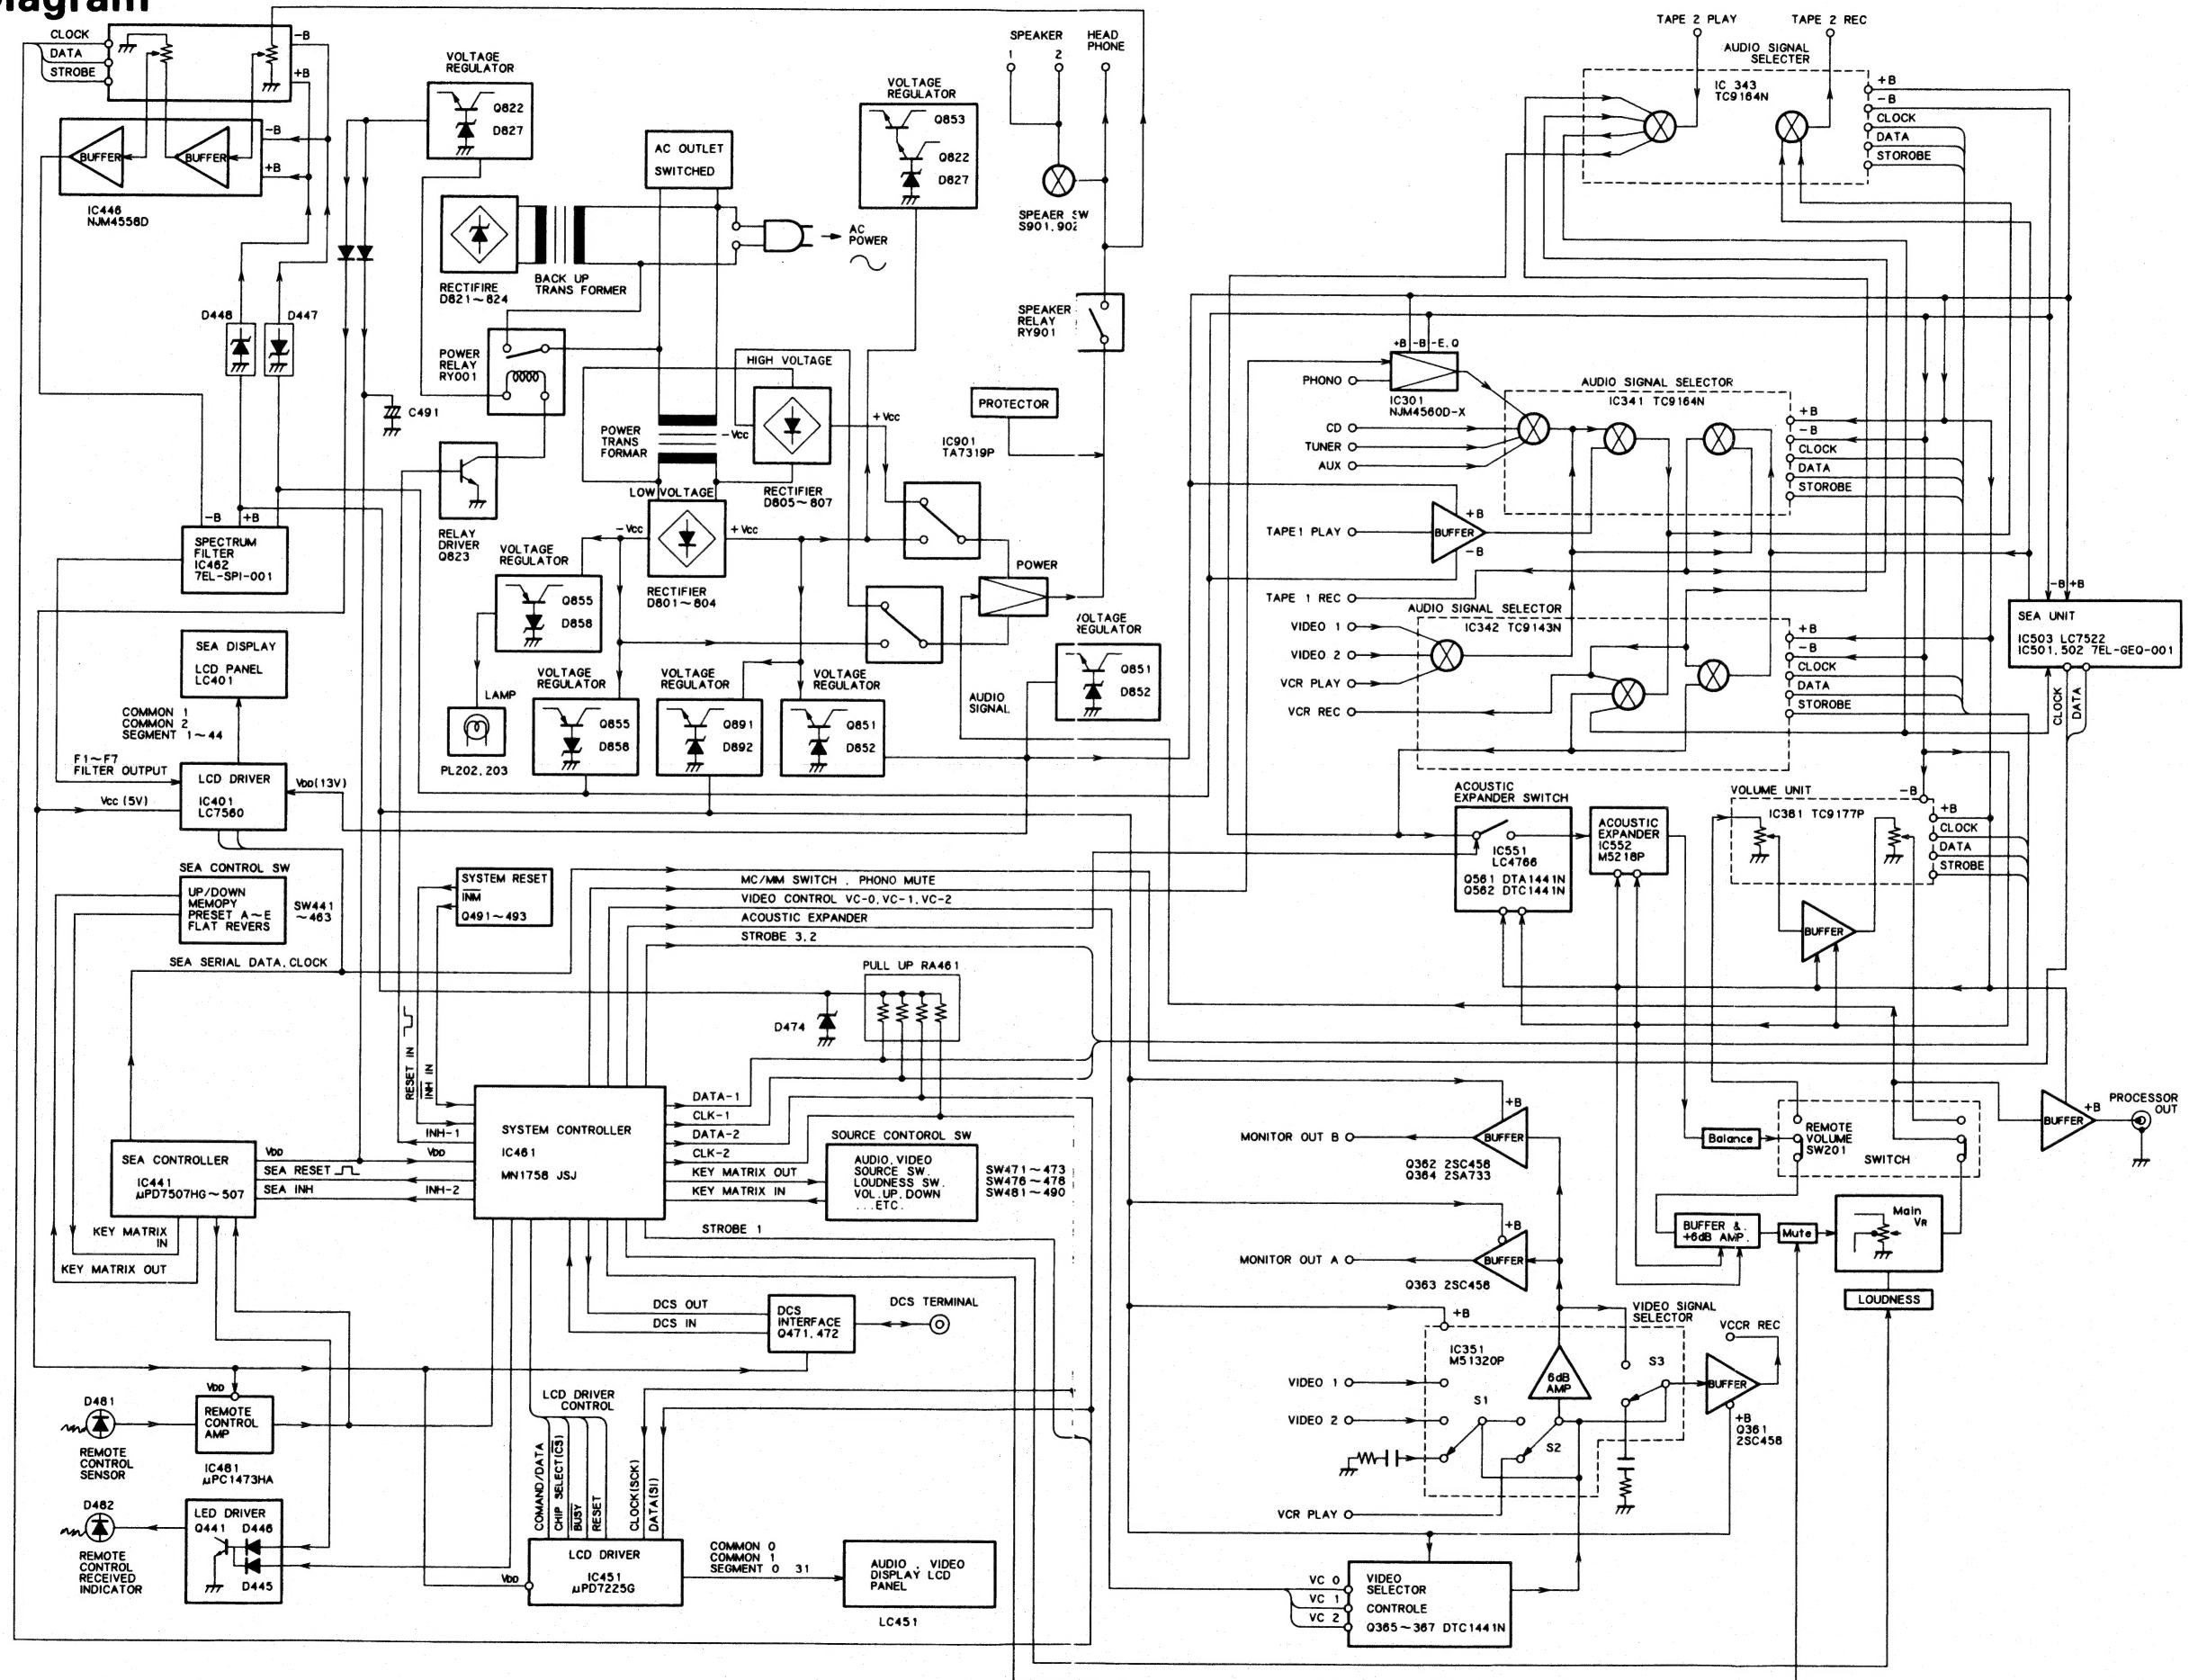 Diagram
CLOCK
DATA
STROBE
-B
+B
BUFFER
BUFFER
-B
+B
IC446
NJM4558D
VOLTAGE
REGULATOR
Q822
D827
AC OUTLET
SWITCHED
VOLTAGE
REGULATOR
Q853
Q822
D827
SPEAKER
1
2
HEAD
PHONE
SPEAER SW
S901,902
RECTIFIRE
D821~824
BACK UP
TRANS FORMER
AC
POWER
D448
D447
C491
POWER
RELAY
RY001
HIGH VOLTAGE
SPEAKER
RELAY
RY901
PROTECTOR
IC901
TA7319P
POWER
TRANS
FORMAR
-Vcc
+Vcc
RECTIFIER
D805~807
RELAY
DRIVER
Q823
LOW VOLTAGE
-Vcc
+Vcc
RECTIFIER
D801~804
POWER
-B
+B
SPECTRUM
FILTER
IC462
7EL-SPI-001
VOLTAGE
REGULATOR
Q855
D858
LAMP
PL202,203
VOLTAGE
REGULATOR
Q855
D858
VOLTAGE
REGULATOR
Q891
D892
VOLTAGE
REGULATOR
Q851
D852
AUDIO
SIGNAL
VOLTAGE
REGULATOR
Q851
D852
SEA DISPLAY
LCD PANEL
LC401
COMMON 1
COMMON 2
SEGMENT 1~44
F1~F7
FILTER OUTPUT
Vcc (5V)
LCD DRIVER
IC401
LC7560
VDD(13V)
SEA CONTROL SW
UP/DOWN
MEMOPY
PRESET A~E
FLAT REVERS
SW441
~463
SEA SERIAL DATA,CLOCK
SYSTEM RESET
INM
Q491~493
MC/MM SWITCH . PHONO MUTE
VIDEO CONTROL VC-0,VC-1,VC-2
ACOUSTIC EXPANDER
STROBE 3,2
PULL UP RA461
D474
RESET IN
INH IN
SYSTEM CONTROLLER
IC461
MN1758 JSJ
INH-1
VDD
INH-2
DATA-1
CLK-1
DATA-2
CLK-2
KEY MATRIX OUT
KEY MATRIX IN
STROBE 1
SOURCE CONTOROL SW
AUDIO,VIDEO
SOURCE SW.
LOUDNESS SW.
VOL.UP,DOWN
...ETC.
SW471~473
SW476~478
SW481~490
SEA CONTROLLER
IC441
μPD7507HG~507
VDD
SEA RESET
SEA INH
KEY MATRIX
IN
KEY MATRIX OUT
DCS OUT
DCS IN
DCS
INTERFACE
Q471,472
DCS TERMINAL
VDD
D481
REMOTE
CONTROL
SENSOR
REMOTE
CONTROL
AMP
IC481
μPC1473HA
D482
REMOTE
CONTROL
RECEIVED
INDICATOR
LED DRIVER
Q441
D446
D445
LCD DRIVER
CONTROL
COMAND/DATA
CHIP SELECT(CS)
BUSY
RESET
CLOCK(SCK)
DATA(SI)
VDD
LCD DRIVER
IC451
μPD7225G
COMMON 0
COMMON 1
SEGMENT 0 31
AUDIO . VIDEO
DISPLAY LCD
PANEL
LC451
TAPE 2 PLAY
TAPE 2 REC
AUDIO SIGNAL
SELECTER
IC 343
TC9164N
+B
-B
CLOCK
DATA
STOROBE
+B
-B
-E,Q
PHONO
IC301
NJM4560D-X
CD
TUNER
AUX
AUDIO SIGNAL SELECTOR
IC341 TC9164N
+B
-B
CLOCK
DATA
STOROBE
TAPE1 PLAY
BUFFER
+B
-B
TAPE 1 REC
AUDIO SIGNAL SELECTOR
IC342 TC9143N
VIDEO 1
VIDEO 2
VCR PLAY
VCR REC
+B
-B
CLOCK
DATA
STOROBE
-B
+B
SEA UNIT
IC503 LC7522
IC501,502 7EL-GEQ-001
CLOCK
DATA
ACOUSTIC
EXPANDER SWITCH
IC551
LC4766
Q561 DTA1441N
Q562 DTC1441N
ACOUSTIC
EXPANDER
IC552
M5218P
VOLUME UNIT
IC381 TC9177P
-B
+B
CLOCK
DATA
STROBE
BUFFER
MONITOR OUT B
BUFFER
+B
Q362 2SC458
Q364 2SA733
Balance
REMOTE
VOLUME
SW201
SWITCH
BUFFER
+B
PROCESSOR
OUT
MONITOR OUT A
BUFFER
+B
Q363 2SC458
BUFFER &.
+6dB AMP.
Mute
Main
VR
LOUDNESS
VIDEO SIGNAL
SELECTOR
+B
IC351
M51320P
6dB
AMP
S1
S2
S3
VIDEO 1
VIDEO 2
VCR PLAY
VCCR REC
BUFFER
+B
Q361
2SC458
VC 0
VC 1
VC 2
VIDEO
SELECTOR
CONTROLE
Q365~367 DTC1441N